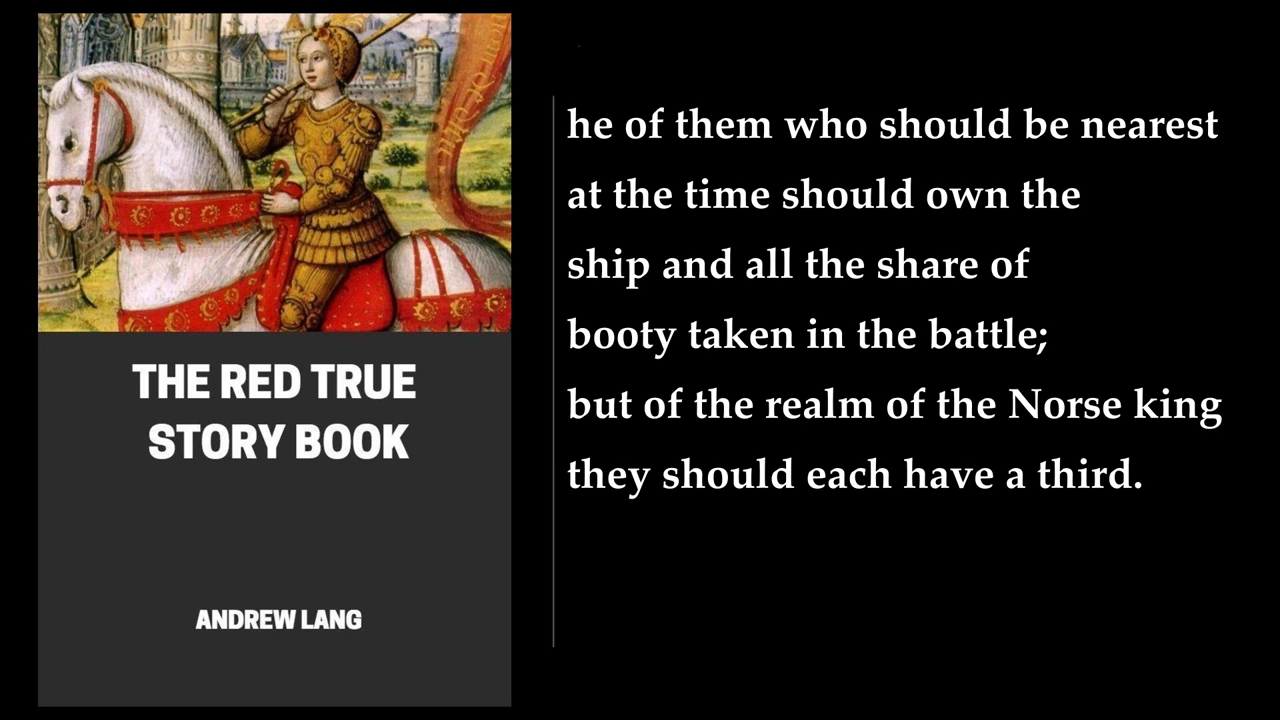 THE RED TRUE
STORY BOOK
ANDREW LANG
he of them who should be nearest
at the time should own the
ship and all the share of
booty taken in the battle;
but of the realm of the Norse king
they should each have a third.